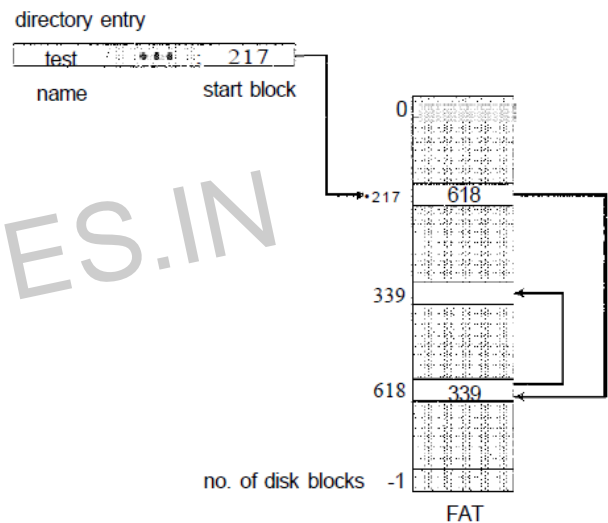 directory entry
test ••• 217
name start block
0
217 618
ES.IN
339
618 339
no. of disk blocks -1
FAT